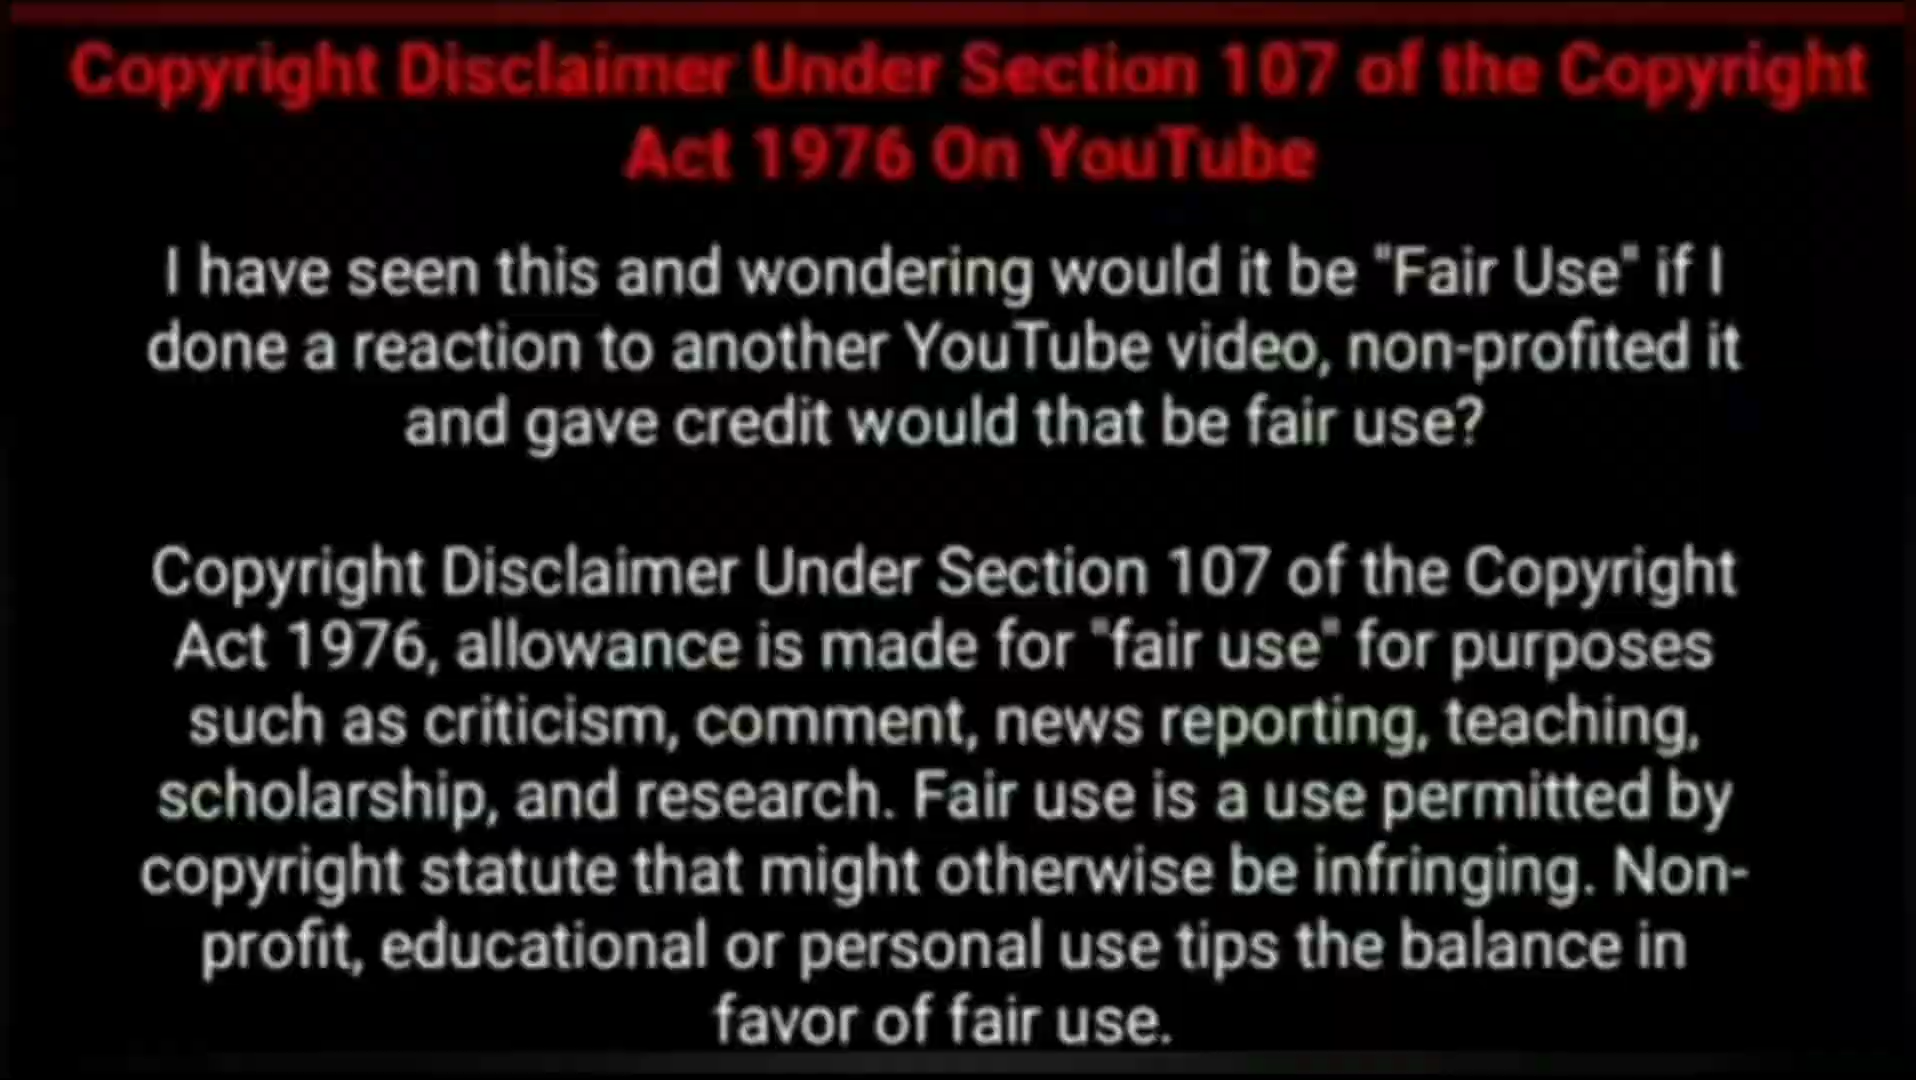 Copyright Disclaimer Under Section 107 of the Copyright
Act 1976 On YouTube
I have seen this and wondering would it be "Fair Use" if I
done a reaction to another YouTube video, non-profited it
and gave credit would that be fair use?
Copyright Disclaimer Under Section 107 of the Copyright
Act 1976, allowance is made for "fair use" for purposes
such as criticism, comment, news reporting, teaching,
scholarship, and research. Fair use is a use permitted by
copyright statute that might otherwise be infringing. Non-
profit, educational or personal use tips the balance in
favor of fair use.